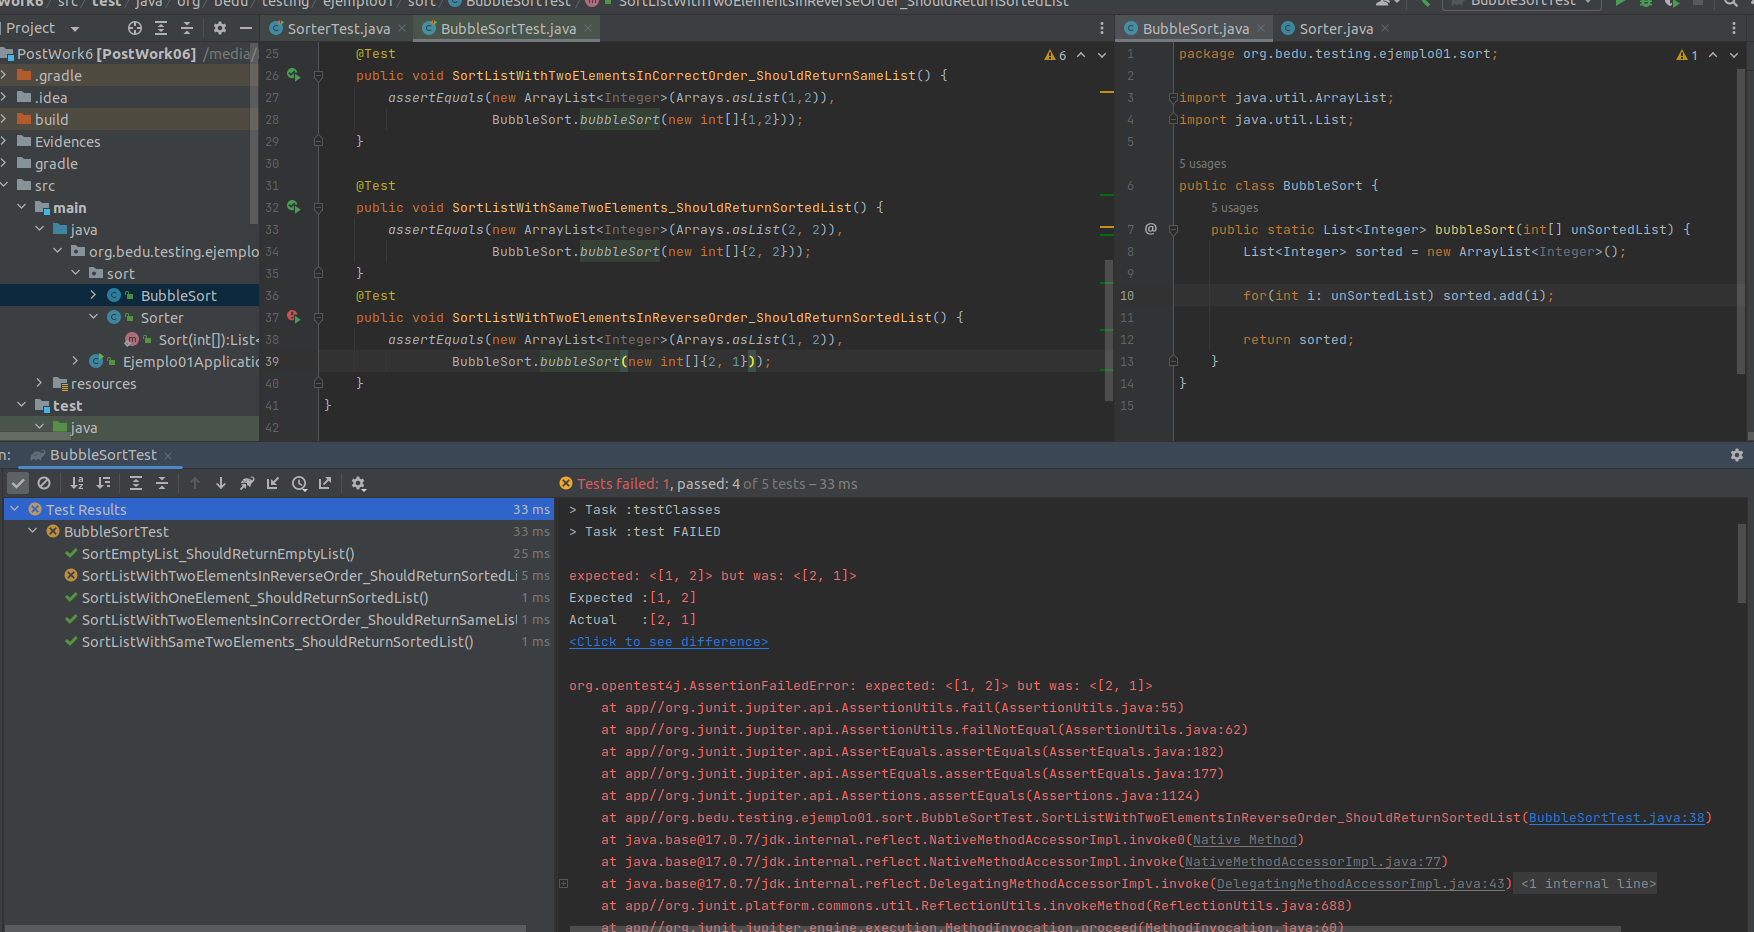 src test java org bedu testing ejemplo01 sort BubbleSortTest SortListWithTwoElementsInReverseOrder_ShouldReturnSortedList BubbleSortTest
Project
SorterTest.java BubbleSortTest.java
BubbleSort.java Sorter.java
PostWork6 [PostWork06] /media/
.gradle
.idea
build
Evidences
gradle
src
main
java
org.bedu.testing.ejemplo
sort
BubbleSort
Sorter
Sort(int[]):List<
Ejemplo01Applicatio
resources
test
java
25 @Test 6
26 public void SortListWithTwoElementsInCorrectOrder_ShouldReturnSameList() {
27 assertEquals(new ArrayList<Integer>(Arrays.asList(1,2)),
28 BubbleSort.bubbleSort(new int[]{1,2}));
29 }
30
31 @Test
32 public void SortListWithSameTwoElements_ShouldReturnSortedList() {
33 assertEquals(new ArrayList<Integer>(Arrays.asList(2, 2)),
34 BubbleSort.bubbleSort(new int[]{2, 2}));
35 }
36 @Test
37 public void SortListWithTwoElementsInReverseOrder_ShouldReturnSortedList() {
38 assertEquals(new ArrayList<Integer>(Arrays.asList(1, 2)),
39 BubbleSort.bubbleSort(new int[]{2, 1}));
40 }
41 }
42
1 package org.bedu.testing.ejemplo01.sort; 1
2
3 import java.util.ArrayList;
4 import java.util.List;
5
5 usages
6 public class BubbleSort {
5 usages
7 @ public static List<Integer> bubbleSort(int[] unSortedList) {
8 List<Integer> sorted = new ArrayList<Integer>();
9
10 for(int i: unSortedList) sorted.add(i);
11
12 return sorted;
13 }
14 }
15
n: BubbleSortTest
Tests failed: 1, passed: 4 of 5 tests – 33 ms
Test Results 33 ms
BubbleSortTest 33 ms
SortEmptyList_ShouldReturnEmptyList() 25 ms
SortListWithTwoElementsInReverseOrder_ShouldReturnSortedLi 5 ms
SortListWithOneElement_ShouldReturnSortedList() 1 ms
SortListWithTwoElementsInCorrectOrder_ShouldReturnSameList 1 ms
SortListWithSameTwoElements_ShouldReturnSortedList() 1 ms
> Task :testClasses
> Task :test FAILED
expected: <[1, 2]> but was: <[2, 1]>
Expected :[1, 2]
Actual   :[2, 1]
<Click to see difference>
org.opentest4j.AssertionFailedError: expected: <[1, 2]> but was: <[2, 1]>
at app//org.junit.jupiter.api.AssertionUtils.fail(AssertionUtils.java:55)
at app//org.junit.jupiter.api.AssertionUtils.failNotEqual(AssertionUtils.java:62)
at app//org.junit.jupiter.api.AssertEquals.assertEquals(AssertEquals.java:182)
at app//org.junit.jupiter.api.AssertEquals.assertEquals(AssertEquals.java:177)
at app//org.junit.jupiter.api.Assertions.assertEquals(Assertions.java:1124)
at app//org.bedu.testing.ejemplo01.sort.BubbleSortTest.SortListWithTwoElementsInReverseOrder_ShouldReturnSortedList(BubbleSortTest.java:38)
at java.base@17.0.7/jdk.internal.reflect.NativeMethodAccessorImpl.invoke0(Native Method)
at java.base@17.0.7/jdk.internal.reflect.NativeMethodAccessorImpl.invoke(NativeMethodAccessorImpl.java:77)
at java.base@17.0.7/jdk.internal.reflect.DelegatingMethodAccessorImpl.invoke(DelegatingMethodAccessorImpl.java:43) <1 internal line>
at app//org.junit.platform.commons.util.ReflectionUtils.invokeMethod(ReflectionUtils.java:688)
at app//org.junit.jupiter.engine.execution.MethodInvocation.proceed(MethodInvocation.java:60)